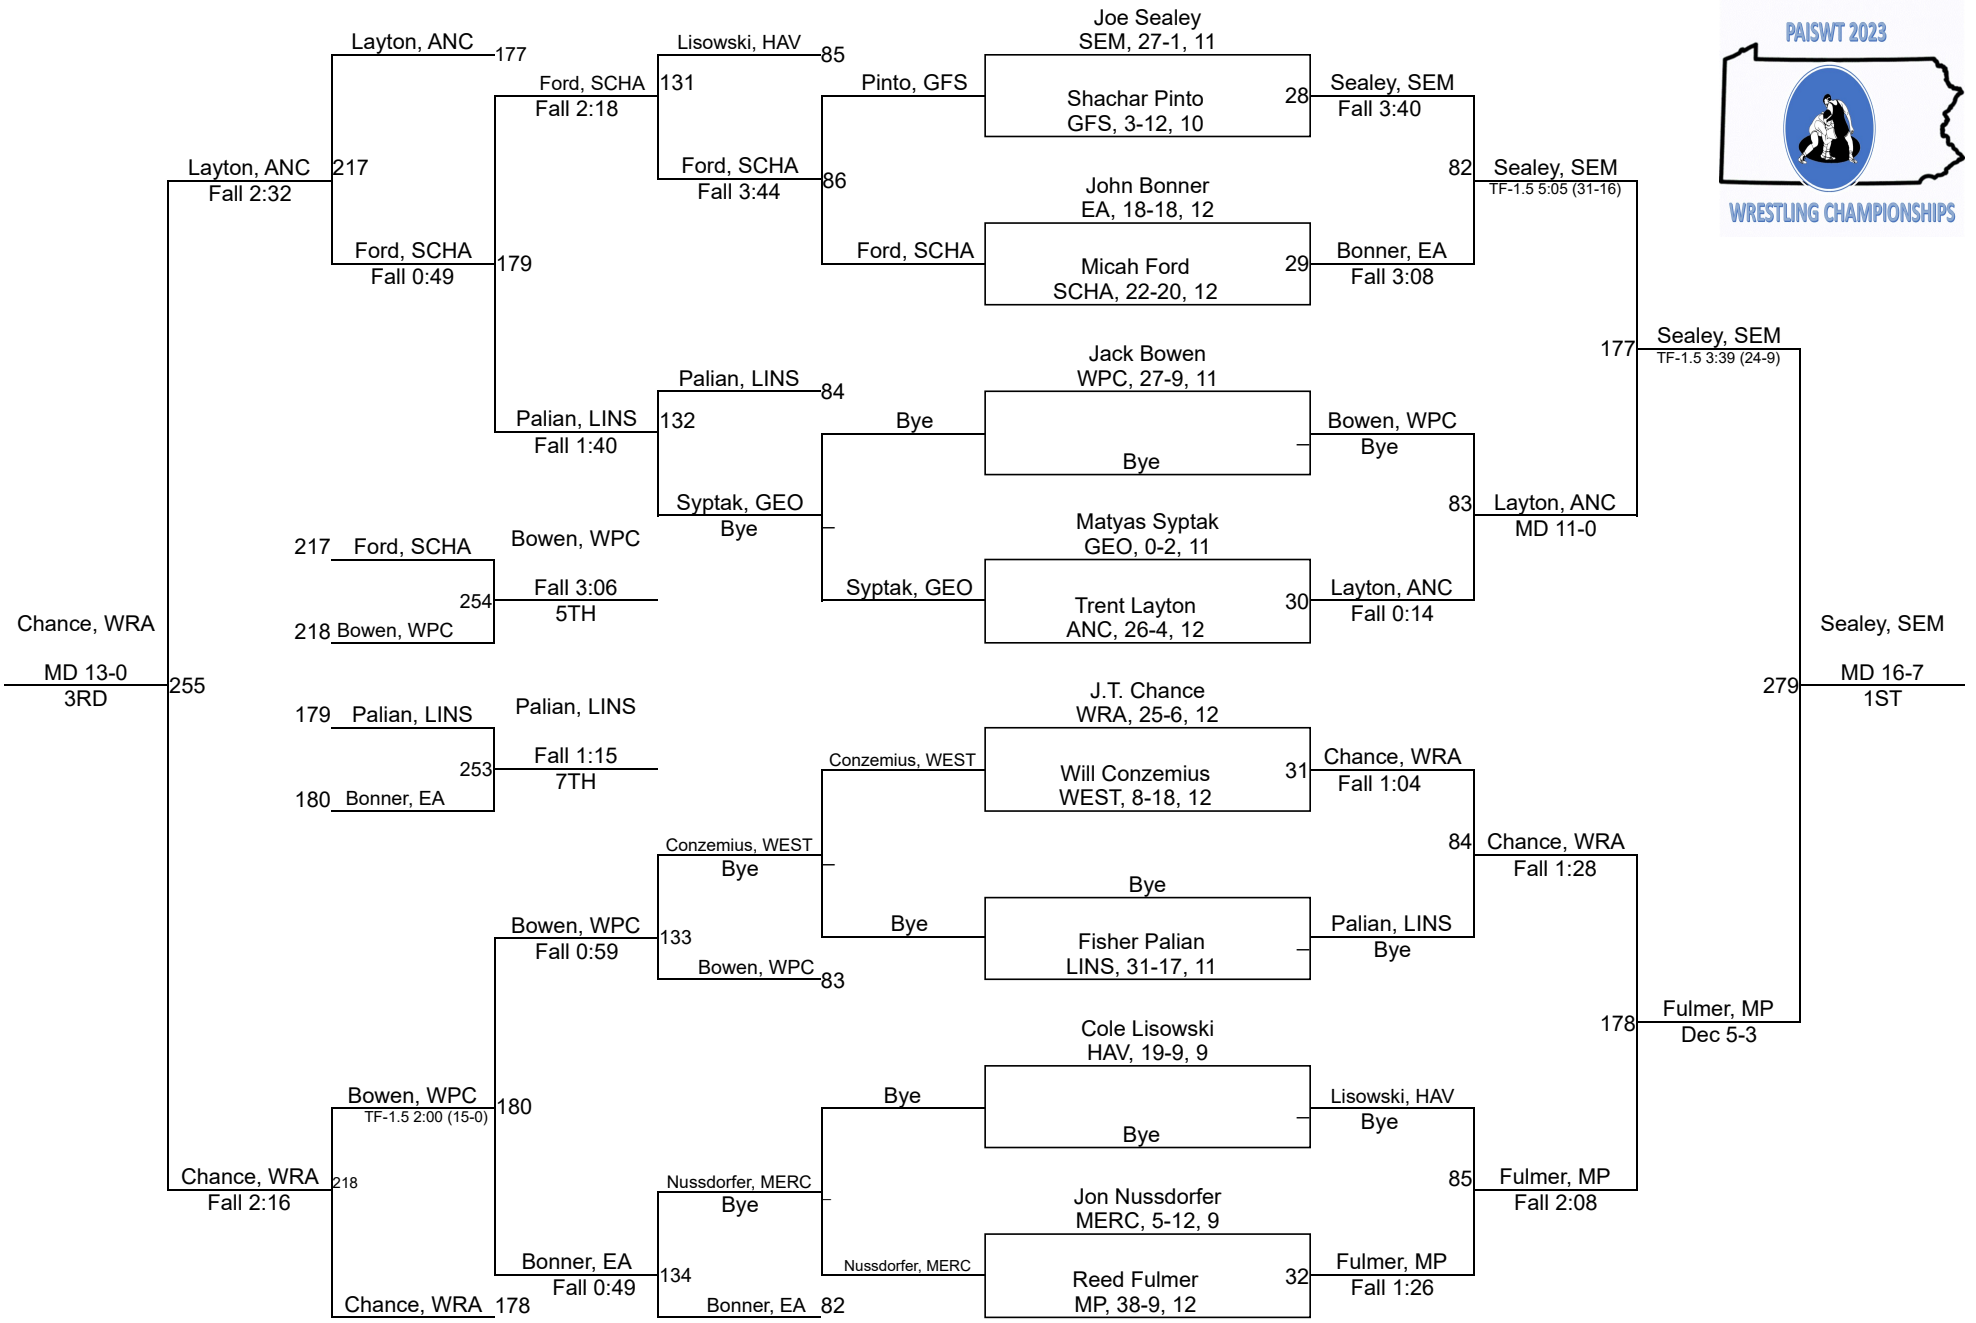 PAISWT 2023
WRESTLING CHAMPIONSHIPS
Joe Sealey
SEM, 27-1, 11
Shachar Pinto
GFS, 3-12, 10
28
John Bonner
EA, 18-18, 12
Micah Ford
SCHA, 22-20, 12
29
Jack Bowen
WPC, 27-9, 11
Bye
Matyas Syptak
GEO, 0-2, 11
Trent Layton
ANC, 26-4, 12
30
J.T. Chance
WRA, 25-6, 12
Will Conzemius
WEST, 8-18, 12
31
Bye
Fisher Palian
LINS, 31-17, 11
Cole Lisowski
HAV, 19-9, 9
Bye
Jon Nussdorfer
MERC, 5-12, 9
Reed Fulmer
MP, 38-9, 12
32
Sealey, SEM
Fall 3:40
82
Bonner, EA
Fall 3:08
Bowen, WPC
Bye
83
Layton, ANC
Fall 0:14
Chance, WRA
Fall 1:04
84
Palian, LINS
Bye
Lisowski, HAV
Bye
85
Fulmer, MP
Fall 1:26
Sealey, SEM
TF-1.5 5:05 (31-16)
177
Layton, ANC
MD 11-0
Chance, WRA
Fall 1:28
178
Fulmer, MP
Fall 2:08
Sealey, SEM
TF-1.5 3:39 (24-9)
279
Fulmer, MP
Dec 5-3
Sealey, SEM
MD 16-7
1ST
Pinto, GFS
86
Ford, SCHA
Bye
Syptak, GEO
Conzemius, WEST
Bye
Bye
Nussdorfer, MERC
Lisowski, HAV
85
131
Ford, SCHA
Fall 3:44
Palian, LINS
84
132
Syptak, GEO
Bye
Conzemius, WEST
Bye
133
Bowen, WPC
83
Nussdorfer, MERC
Bye
134
Bonner, EA
82
Ford, SCHA
Fall 2:18
179
Palian, LINS
Fall 1:40
Bowen, WPC
Fall 0:59
180
Bonner, EA
Fall 0:49
Layton, ANC
177
217
Ford, SCHA
Fall 0:49
Bowen, WPC
TF-1.5 2:00 (15-0)
218
Chance, WRA
178
Layton, ANC
Fall 2:32
255
Chance, WRA
Fall 2:16
Chance, WRA
MD 13-0
3RD
217
Ford, SCHA
254
218
Bowen, WPC
Bowen, WPC
Fall 3:06
5TH
179
Palian, LINS
253
180
Bonner, EA
Palian, LINS
Fall 1:15
7TH